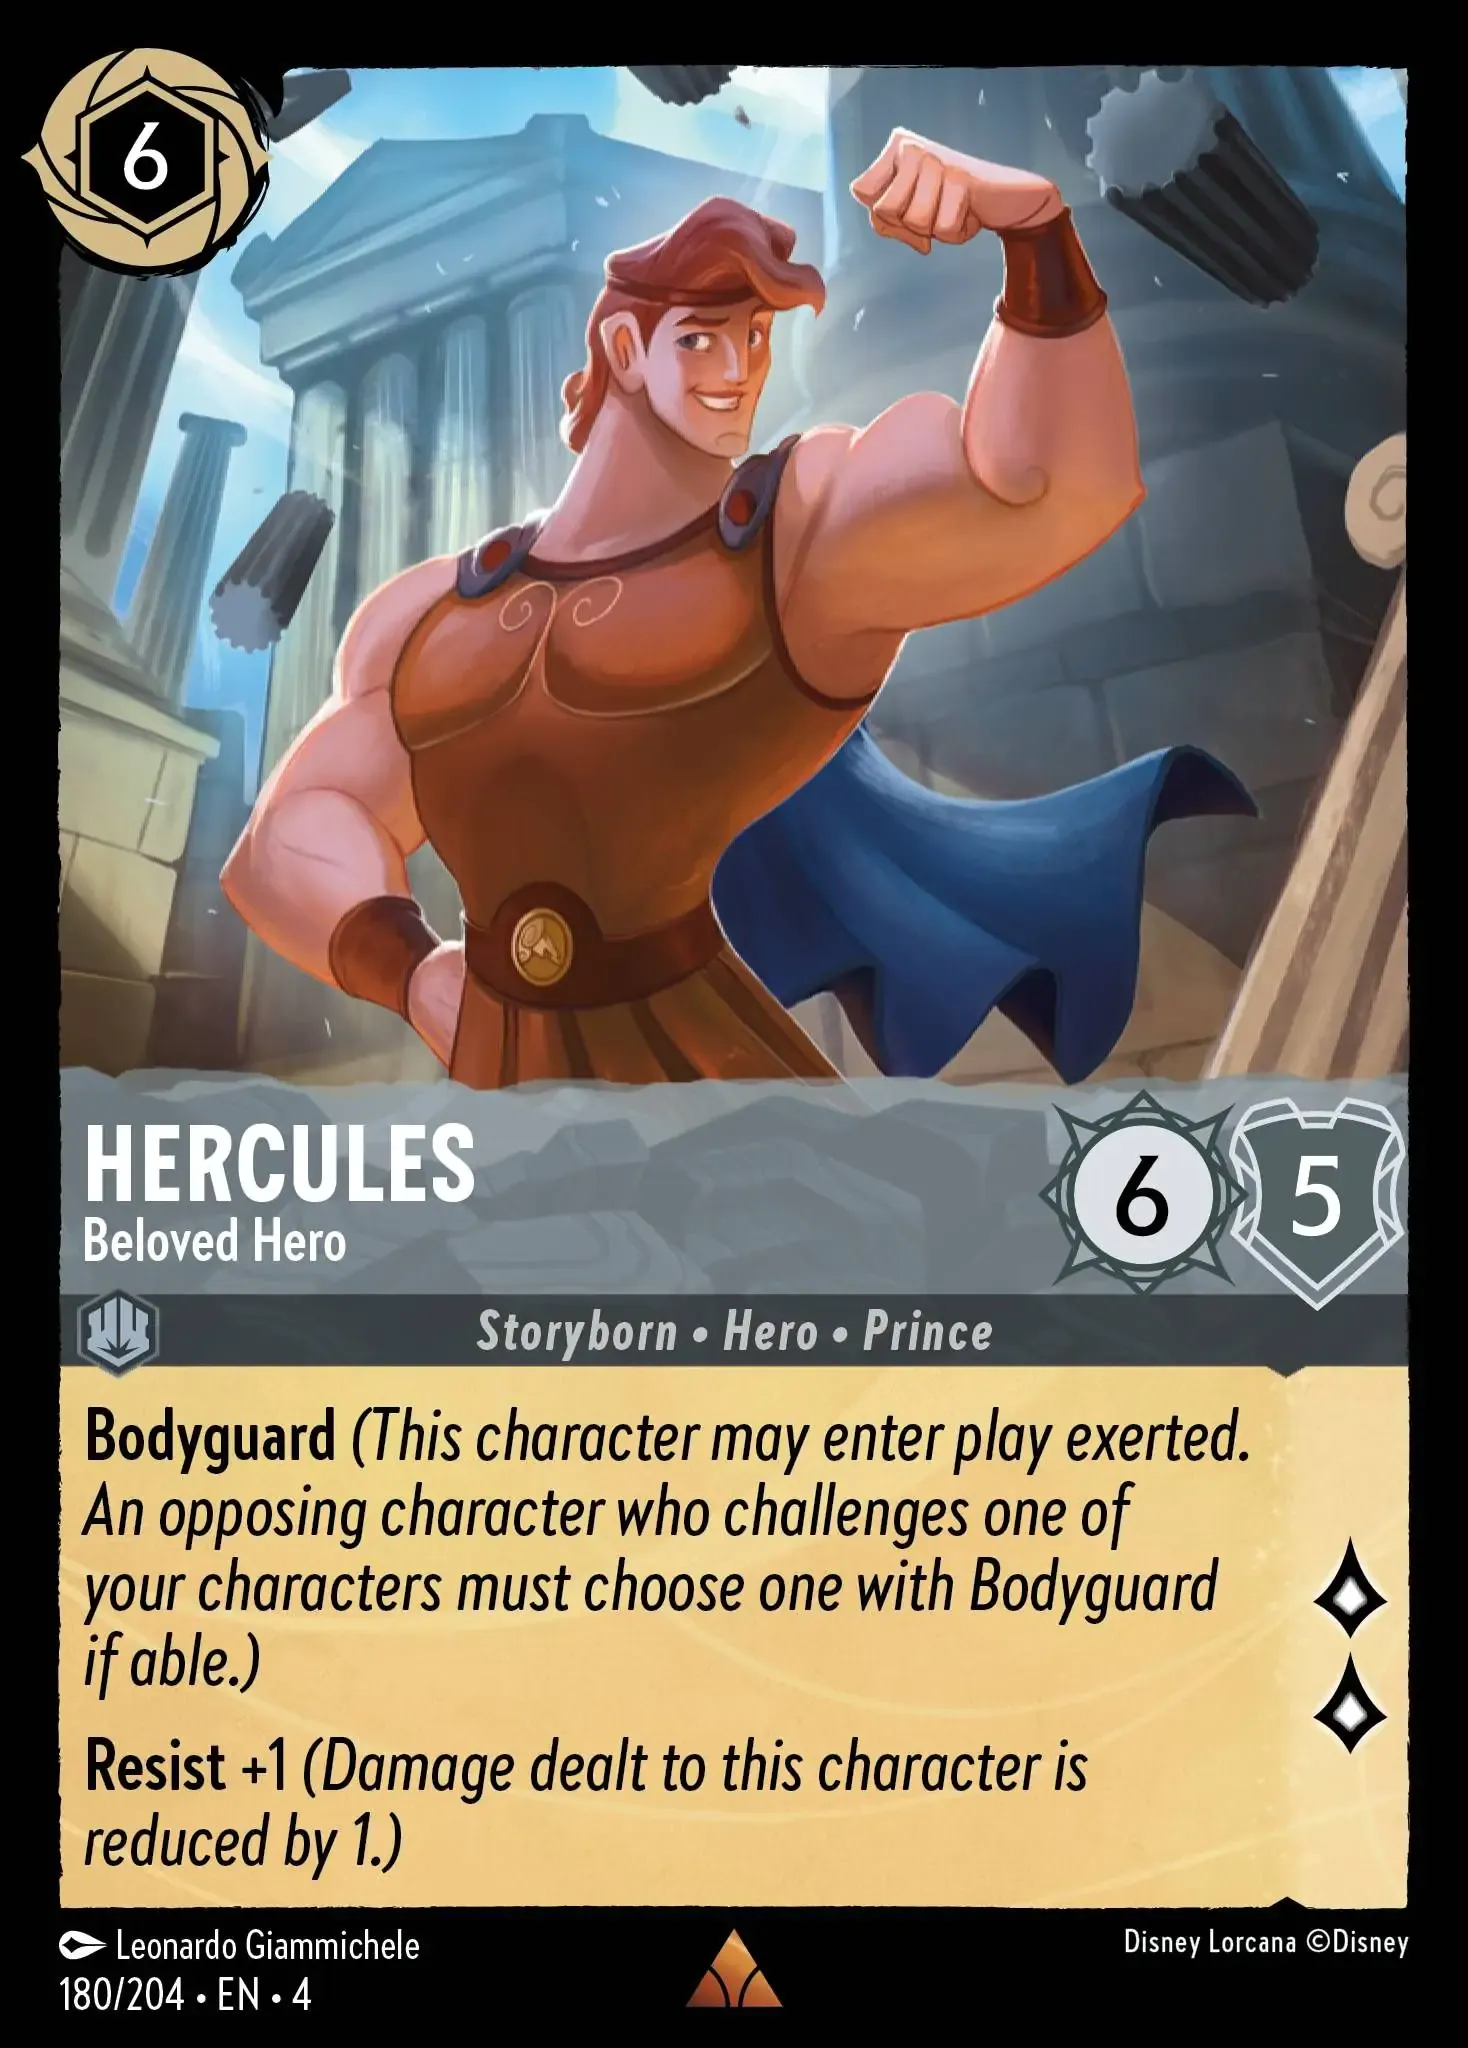 6
HERCULES
Beloved Hero
6 5
Storyborn • Hero • Prince
Bodyguard (This character may enter play exerted.
An opposing character who challenges one of
your characters must choose one with Bodyguard
if able.)
Resist +1 (Damage dealt to this character is
reduced by 1.)
Leonardo Giammichele
Disney Lorcana ©Disney
180/204 • EN • 4